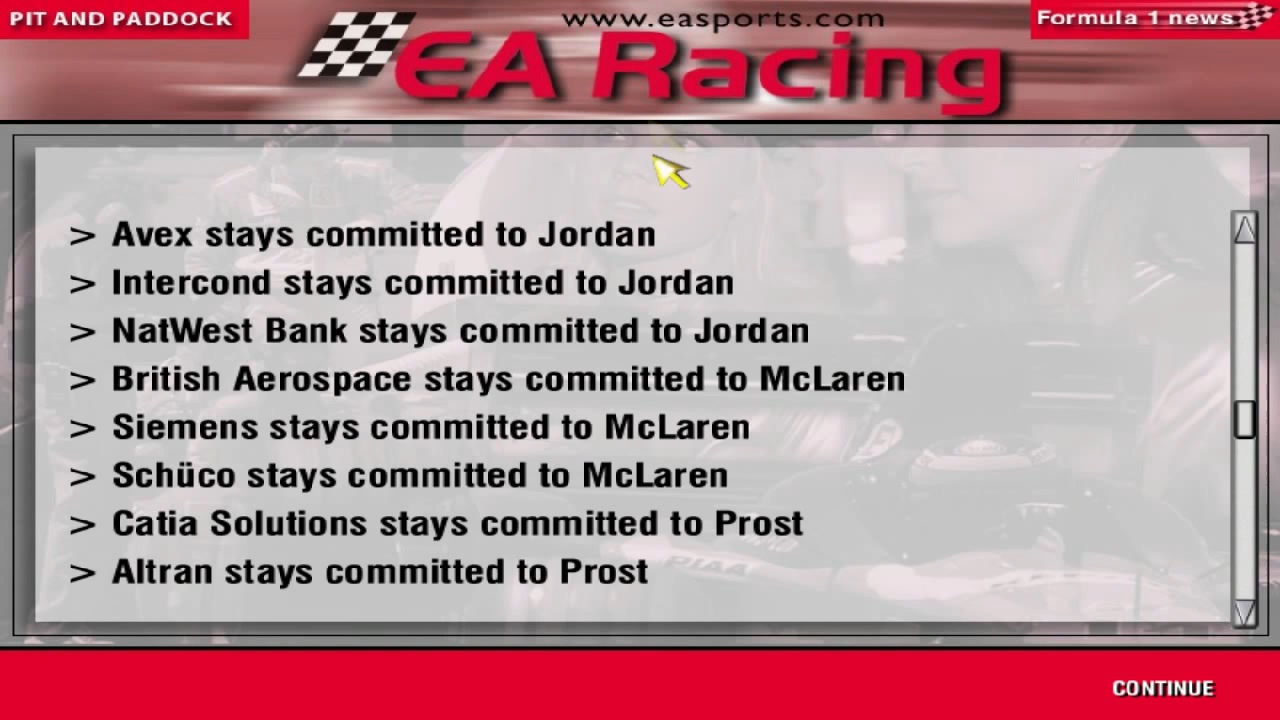 PIT AND PADDOCK
www.easports.com
Formula 1 news
EA Racing
> Avex stays committed to Jordan
> Intercond stays committed to Jordan
> NatWest Bank stays committed to Jordan
> British Aerospace stays committed to McLaren
> Siemens stays committed to McLaren
> Schüco stays committed to McLaren
> Catia Solutions stays committed to Prost
> Altran stays committed to Prost
PIAA
CONTINUE